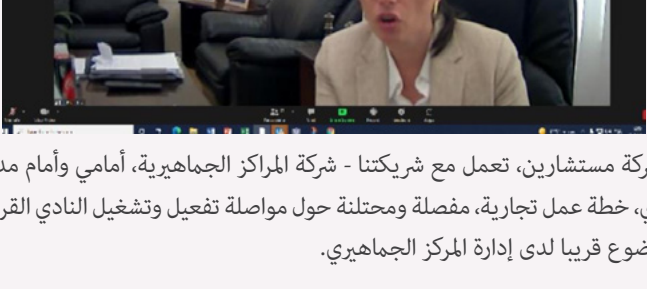 ركة مستشارين، تعمل مع شريكتنا - شركة المراكز الجماهيرية، أمامي وأمام مد
ي، خطة عمل تجارية، مفصلة ومحتلنة حول مواصلة تفعيل وتشغيل النادي القر
ضوع قريبا لدى إدارة المركز الجماهيري.